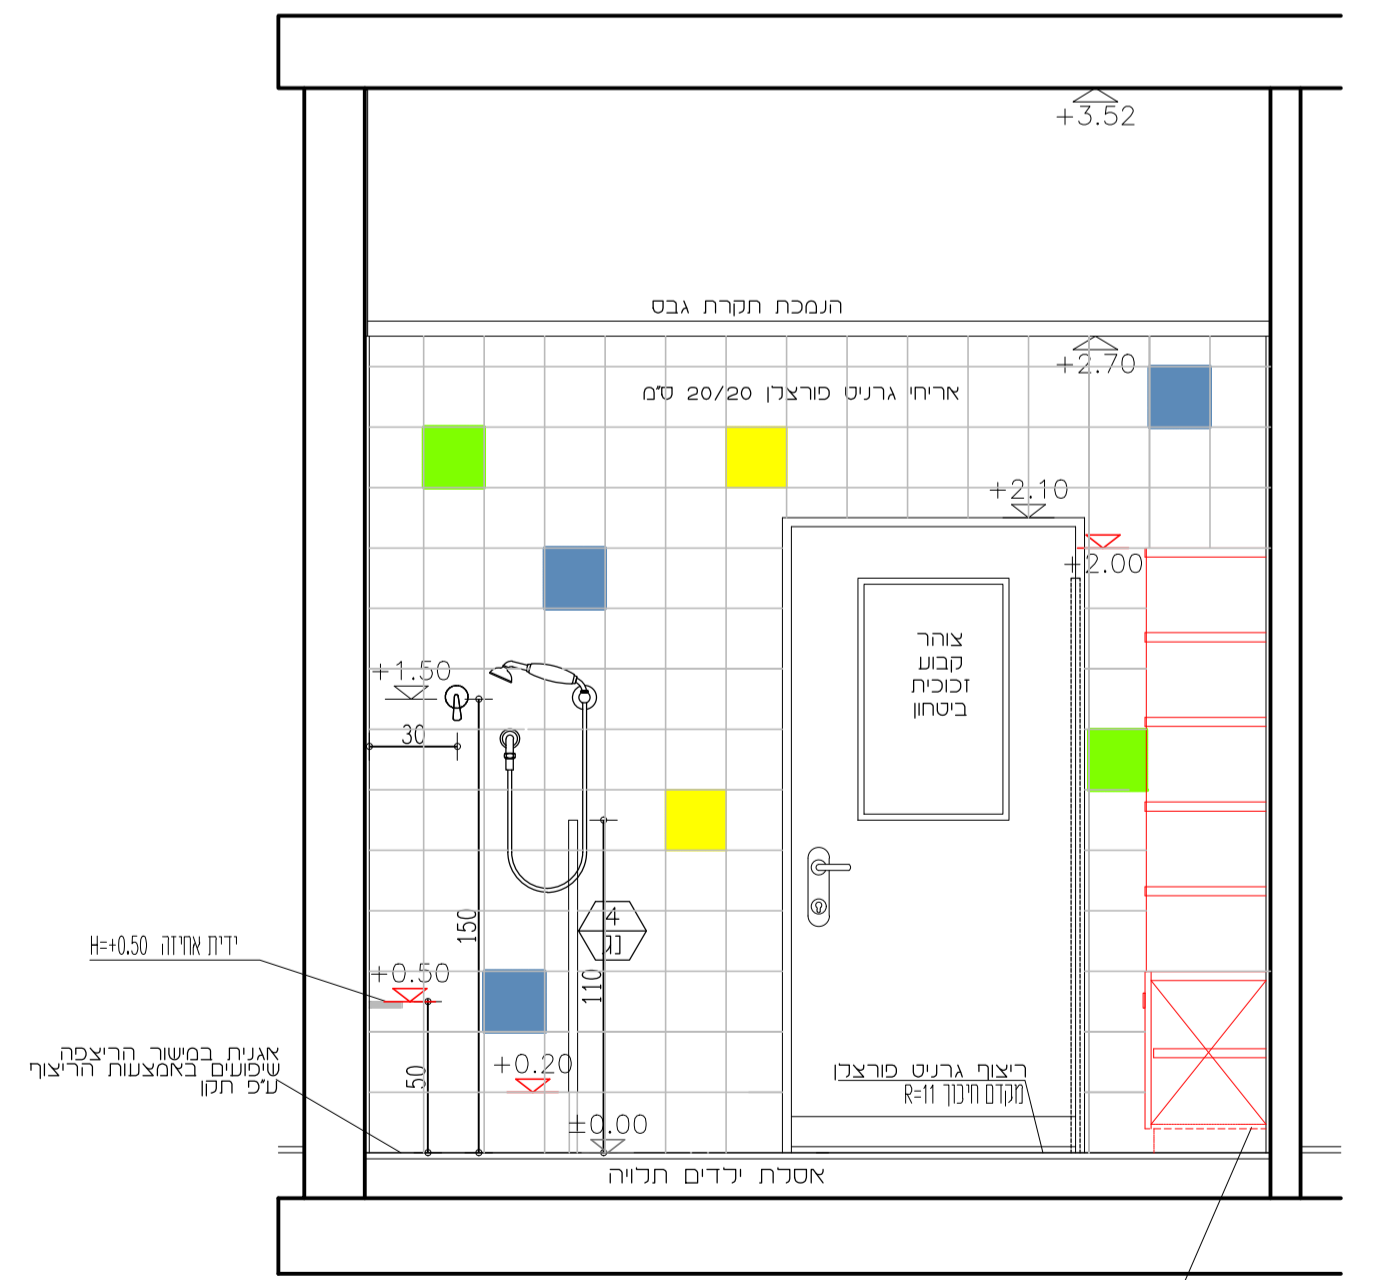 +3.52
הנמכת תקרת גבס
+2.70
אריחי גרניט פורצלן 20/20 ס"מ
+2.10
+2.00
צוהר
קבוע
זכוכית
ביטחון
+1.50
30
150
4
נג
110
ידית אחיזה H=+0.50
+0.50
50
אגנית במישור הריצפה
שיפועים באמצעות הריצוף
ע"פ תקן
+0.20
ריצוף גרניט פורצלן
מקדם חיכוך R=11
±0.00
אסלת ילדים תלויה